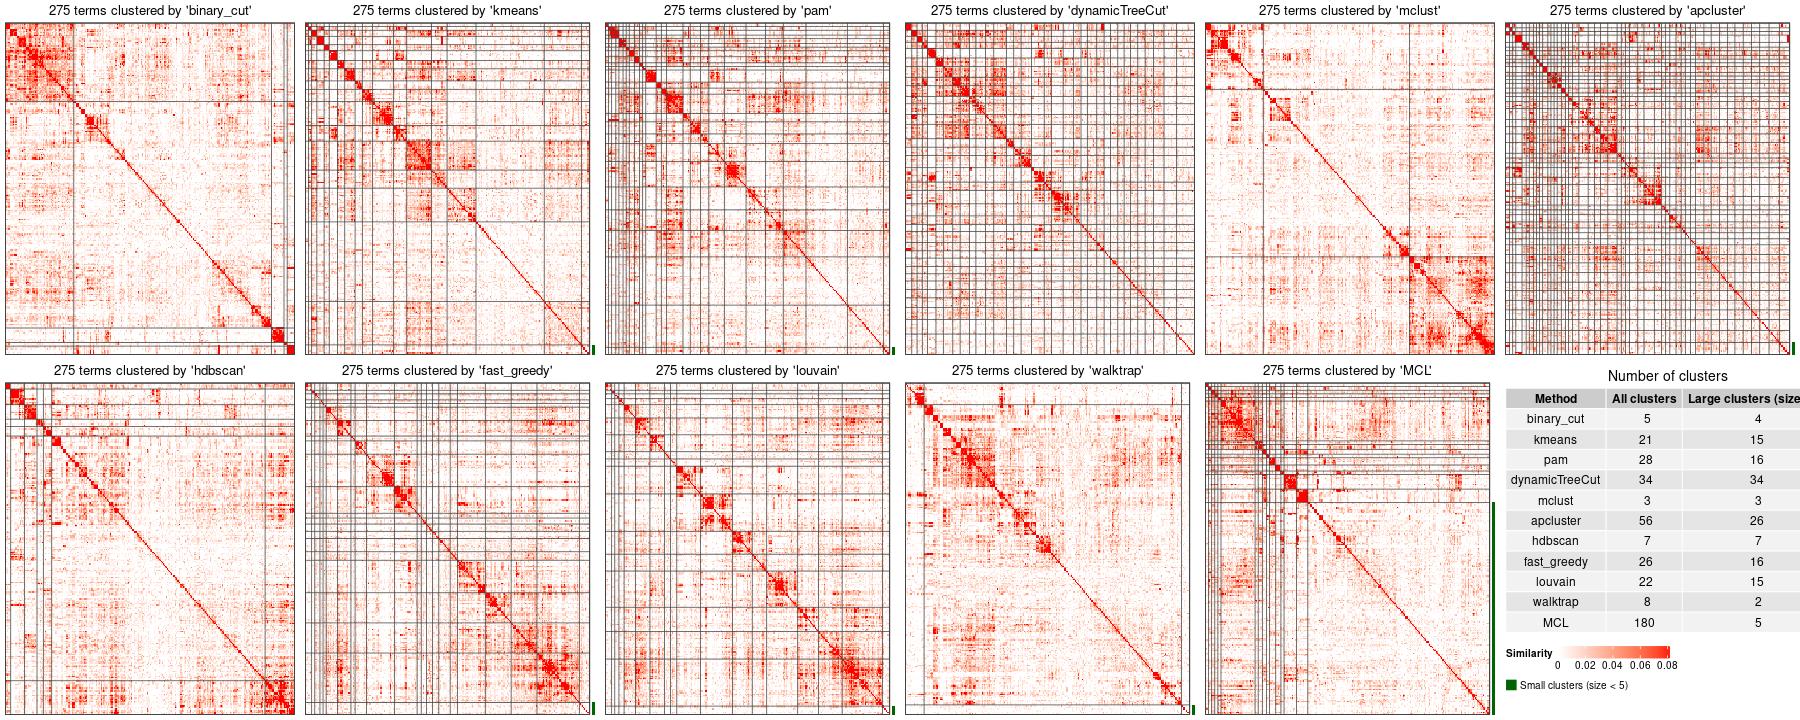 275 terms clustered by 'binary_cut'
275 terms clustered by 'kmeans'
275 terms clustered by 'pam'
275 terms clustered by 'dynamicTreeCut'
275 terms clustered by 'mclust'
275 terms clustered by 'apcluster'
275 terms clustered by 'hdbscan'
275 terms clustered by 'fast_greedy'
275 terms clustered by 'louvain'
275 terms clustered by 'walktrap'
275 terms clustered by 'MCL'
Number of clusters
Method All clusters Large clusters (size
binary_cut 5 4
kmeans 21 15
pam 28 16
dynamicTreeCut 34 34
mclust 3 3
apcluster 56 26
hdbscan 7 7
fast_greedy 26 16
louvain 22 15
walktrap 8 2
MCL 180 5
Similarity
0 0.02 0.04 0.06 0.08
Small clusters (size < 5)